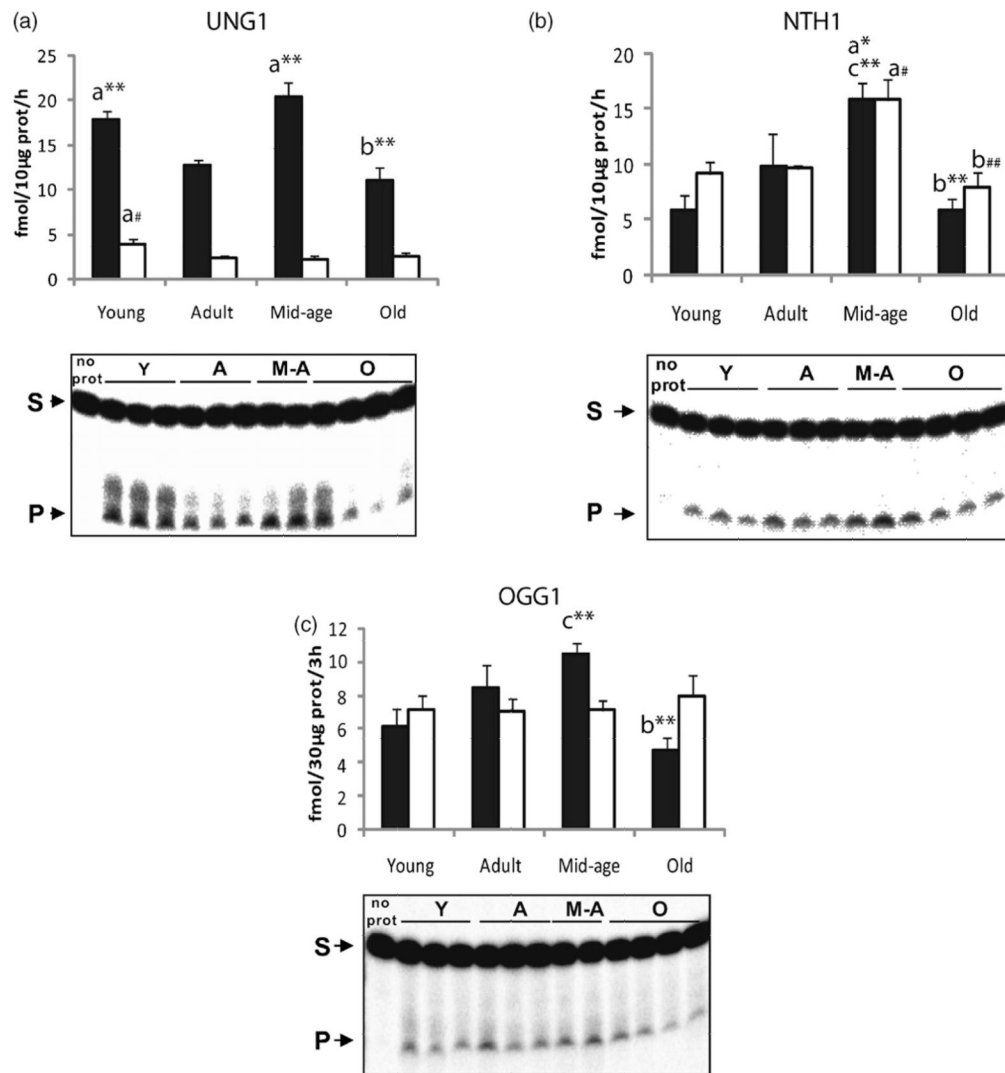 (a)
UNG1
fmol/10µg prot/h
25
20
15
10
5
0
a**
a#
a**
b**
Young Adult Mid-age Old
no prot
Y A M-A O
S
P
(b)
NTH1
fmol/10µg prot/h
20
15
10
5
0
a*
c** a#
b** b##
Young Adult Mid-age Old
no prot
Y A M-A O
S
P
(c)
OGG1
fmol/30µg prot/3h
12
10
8
6
4
2
0
c**
b**
Young Adult Mid-age Old
no prot
Y A M-A O
S
P